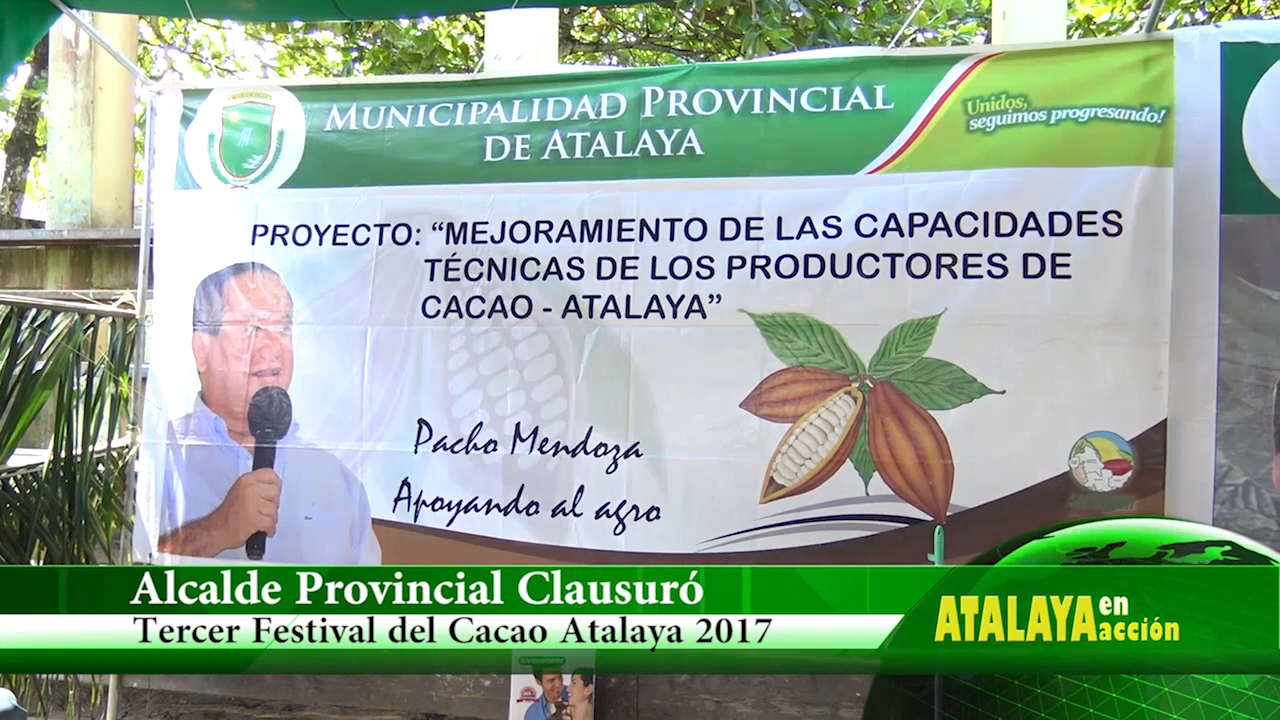 MUNICIPALIDAD PROVINCIAL
DE ATALAYA
Unidos,
seguimos progresando!
PROYECTO: “MEJORAMIENTO DE LAS CAPACIDADES
TÉCNICAS DE LOS PRODUCTORES DE
CACAO - ATALAYA”
Pacho Mendoza
Apoyando al agro
Alcalde Provincial Clausuró
Tercer Festival del Cacao Atalaya 2017
ATALAYA en
acción